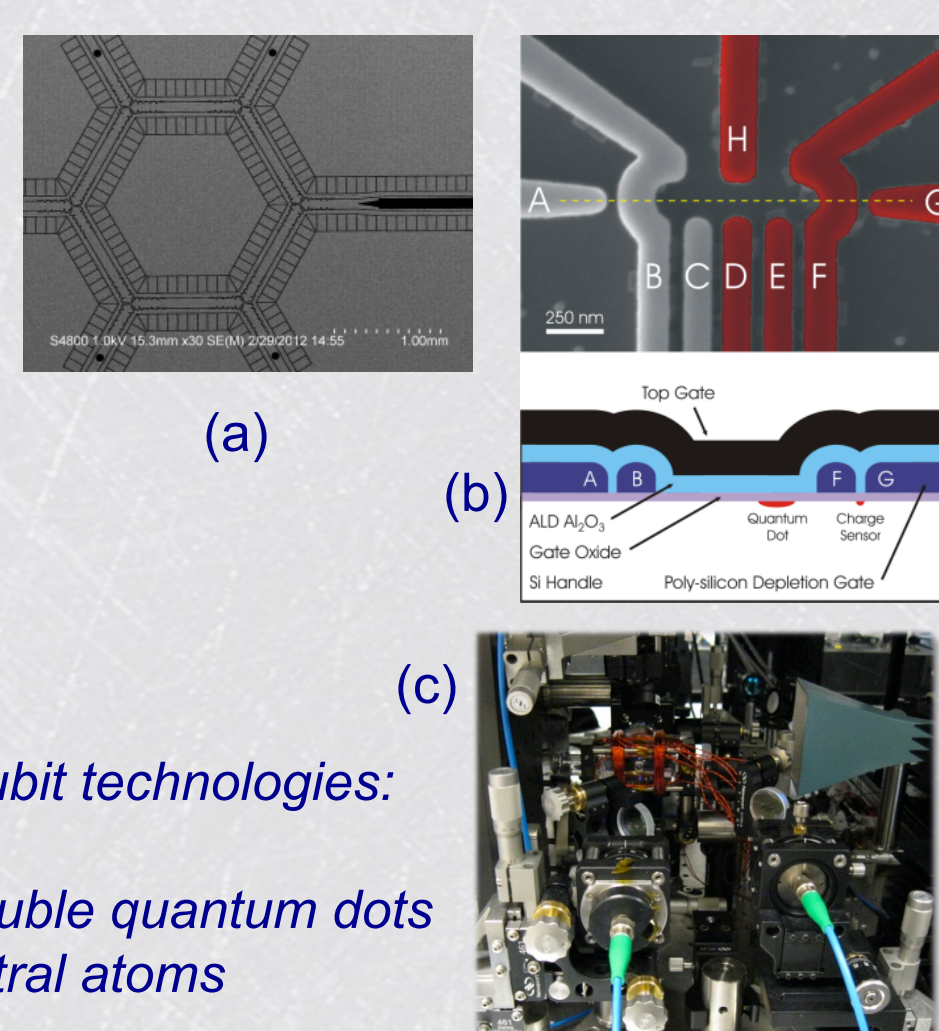 S4800 1.0kV 15.3mm x30 SE(M) 2/29/2012 14:55 1.00mm
(a)
H
A
G
B C D E F
250 nm
Top Gate
A B F G
(b)
Quantum Dot
Charge Sensor
ALD Al₂O₃
Gate Oxide
Si Handle
Poly-silicon Depletion Gate
(c)
ubit technologies:
uble quantum dots
tral atoms
461